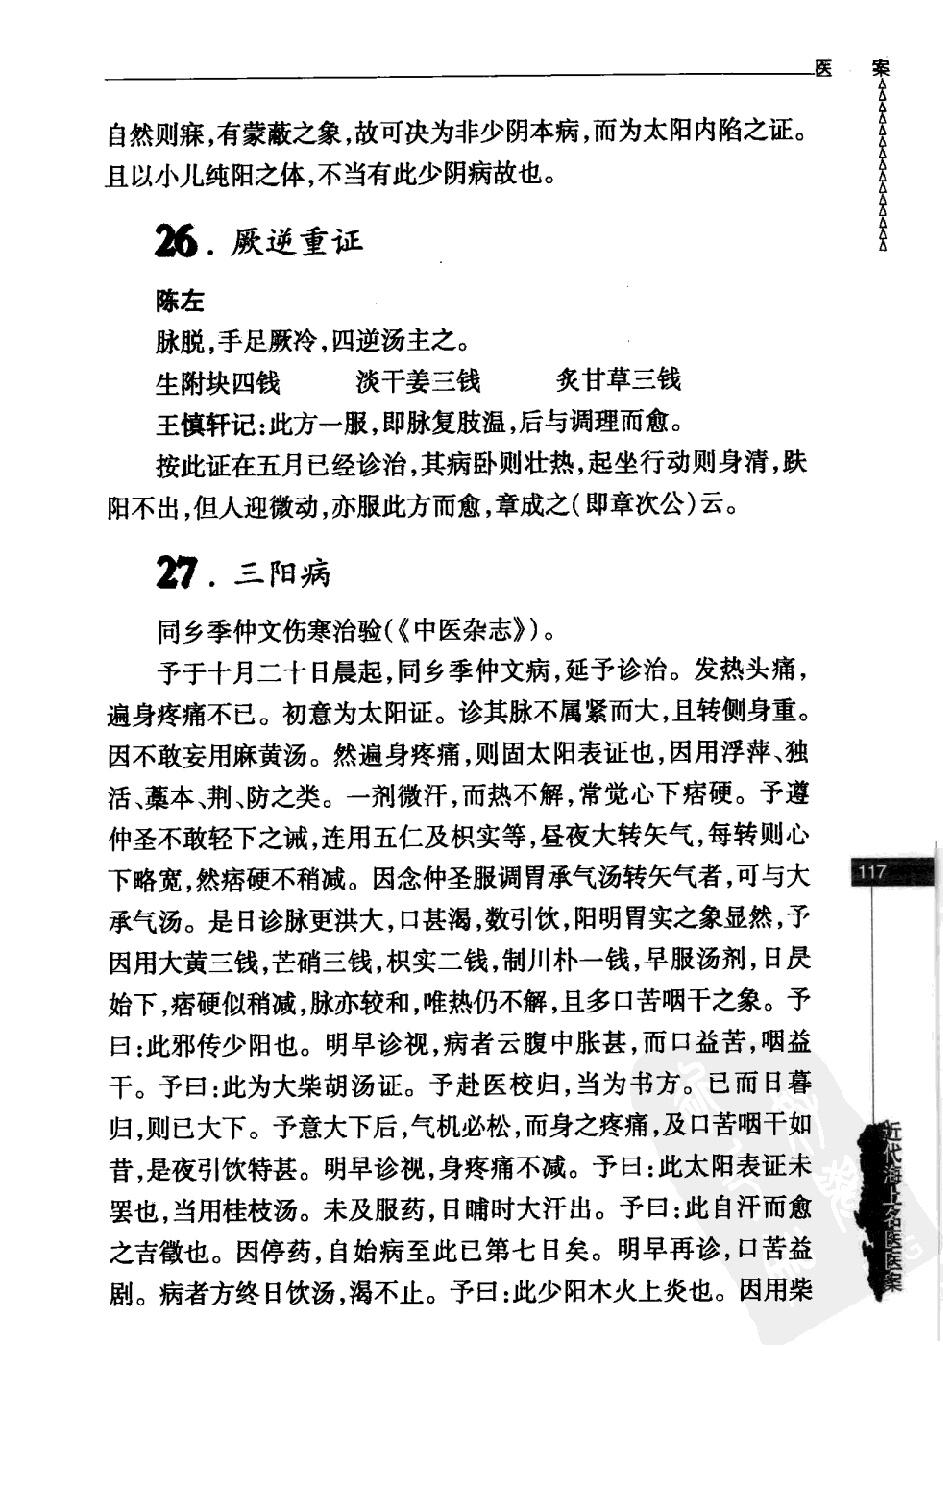 医 案
自然则寐,有蒙蔽之象,故可决为非少阴本病,而为太阳内陷之证。
且以小儿纯阳之体,不当有此少阴病故也。
26. 厥逆重证
陈左
脉脱,手足厥冷,四逆汤主之。
生附块四钱 淡干姜三钱 炙甘草三钱
王慎轩记:此方一服,即脉复肢温,后与调理而愈。
按此证在五月已经诊治,其病卧则壮热,起坐行动则身清,趺
阳不出,但人迎微动,亦服此方而愈,章成之(即章次公)云。
27. 三阳病
同乡季仲文伤寒治验(《中医杂志》)。
予于十月二十日晨起,同乡季仲文病,延予诊治。发热头痛,
遍身疼痛不已。初意为太阳证。诊其脉不属紧而大,且转侧身重。
因不敢妄用麻黄汤。然遍身疼痛,则固太阳表证也,因用浮萍、独
活、藁本、荆、防之类。一剂微汗,而热不解,常觉心下痞硬。予遵
仲圣不敢轻下之诫,连用五仁及枳实等,昼夜大转矢气,每转则心
下略宽,然痞硬不稍减。因念仲圣服调胃承气汤转矢气者,可与大
承气汤。是日诊脉更洪大,口甚渴,数引饮,阳明胃实之象显然,予
因用大黄三钱,芒硝三钱,枳实二钱,制川朴一钱,早服汤剂,日昃
始下,痞硬似稍减,脉亦较和,唯热仍不解,且多口苦咽干之象。予
曰:此邪传少阳也。明早诊视,病者云腹中胀甚,而口益苦,咽益
干。予曰:此为大柴胡汤证。予赴医校归,当为书方。已而日暮
归,则已大下。予意大下后,气机必松,而身之疼痛,及口苦咽干如
昔,是夜引饮特甚。明早诊视,身疼痛不减。予曰:此太阳表证未
罢也,当用桂枝汤。未及服药,日晡时大汗出。予曰:此自汗而愈
之吉徵也。因停药,自始病至此已第七日矣。明早再诊,口苦益
剧。病者方终日饮汤,渴不止。予曰:此少阳木火上炎也。因用柴
117
近代海上名医医案